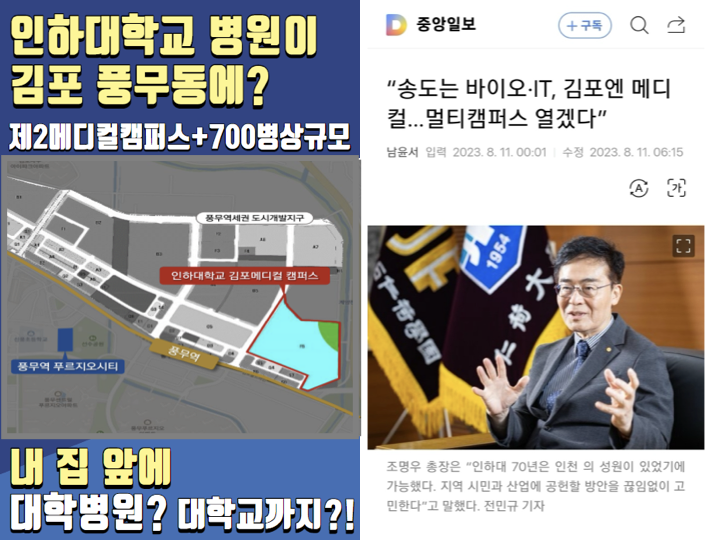 인하대학교 병원이
김포 풍무동에?
제2메디컬캠퍼스+700병상규모
풍무역세권 도시개발지구
인하대학교 김포메디컬 캠퍼스
풍무역
풍무역 푸르지오시티
내 집 앞에
대학병원? 대학교까지?!
중앙일보
+구독
“송도는 바이오·IT, 김포엔 메디
컬…멀티캠퍼스 열겠다”
남윤서 입력 2023. 8. 11. 00:01 수정 2023. 8. 11. 06:15
가
1954
조명우 총장은 “인하대 70년은 인천 의 성원이 있었기에
가능했다. 지역 시민과 산업에 공헌할 방안을 끊임없이 고
민한다”고 말했다. 전민규 기자